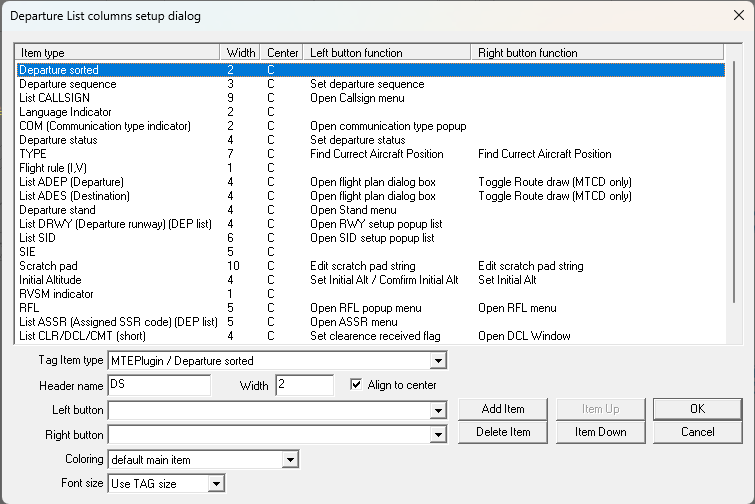 Departure List columns setup dialog
Item type Width Center Left button function Right button function
Departure sorted 2 C
Departure sequence 3 C Set departure sequence
List CALLSIGN 9 C Open Callsign menu
Language Indicator 2 C
COM (Communication type indicator) 2 C Open communication type popup
Departure status 4 C Set departure status
TYPE 7 C Find Currect Aircraft Position Find Currect Aircraft Position
Flight rule (I,V) 1 C
List ADEP (Departure) 4 C Open flight plan dialog box Toggle Route draw (MTCD only)
List ADES (Destination) 4 C Open flight plan dialog box Toggle Route draw (MTCD only)
Departure stand 4 C Open Stand menu
List DRWY (Departure runway) (DEP list) 4 C Open RWY setup popup list
List SID 6 C Open SID setup popup list
SIE 5 C
Scratch pad 10 C Edit scratch pad string Edit scratch pad string
Initial Altitude 4 C Set Initial Alt / Comfirm Initial Alt Set Initial Alt
RVSM indicator 1 C
RFL 5 C Open RFL popup menu Open RFL menu
List ASSR (Assigned SSR code) (DEP list) 5 C Open ASSR menu
List CLR/DCL/CMT (short) 4 C Set clearence received flag Open DCL Window
Tag Item type MTEPlugin / Departure sorted
Header name DS Width 2 Align to center
Left button Add Item Item Up OK
Right button Delete Item Item Down Cancel
Coloring default main item
Font size Use TAG size